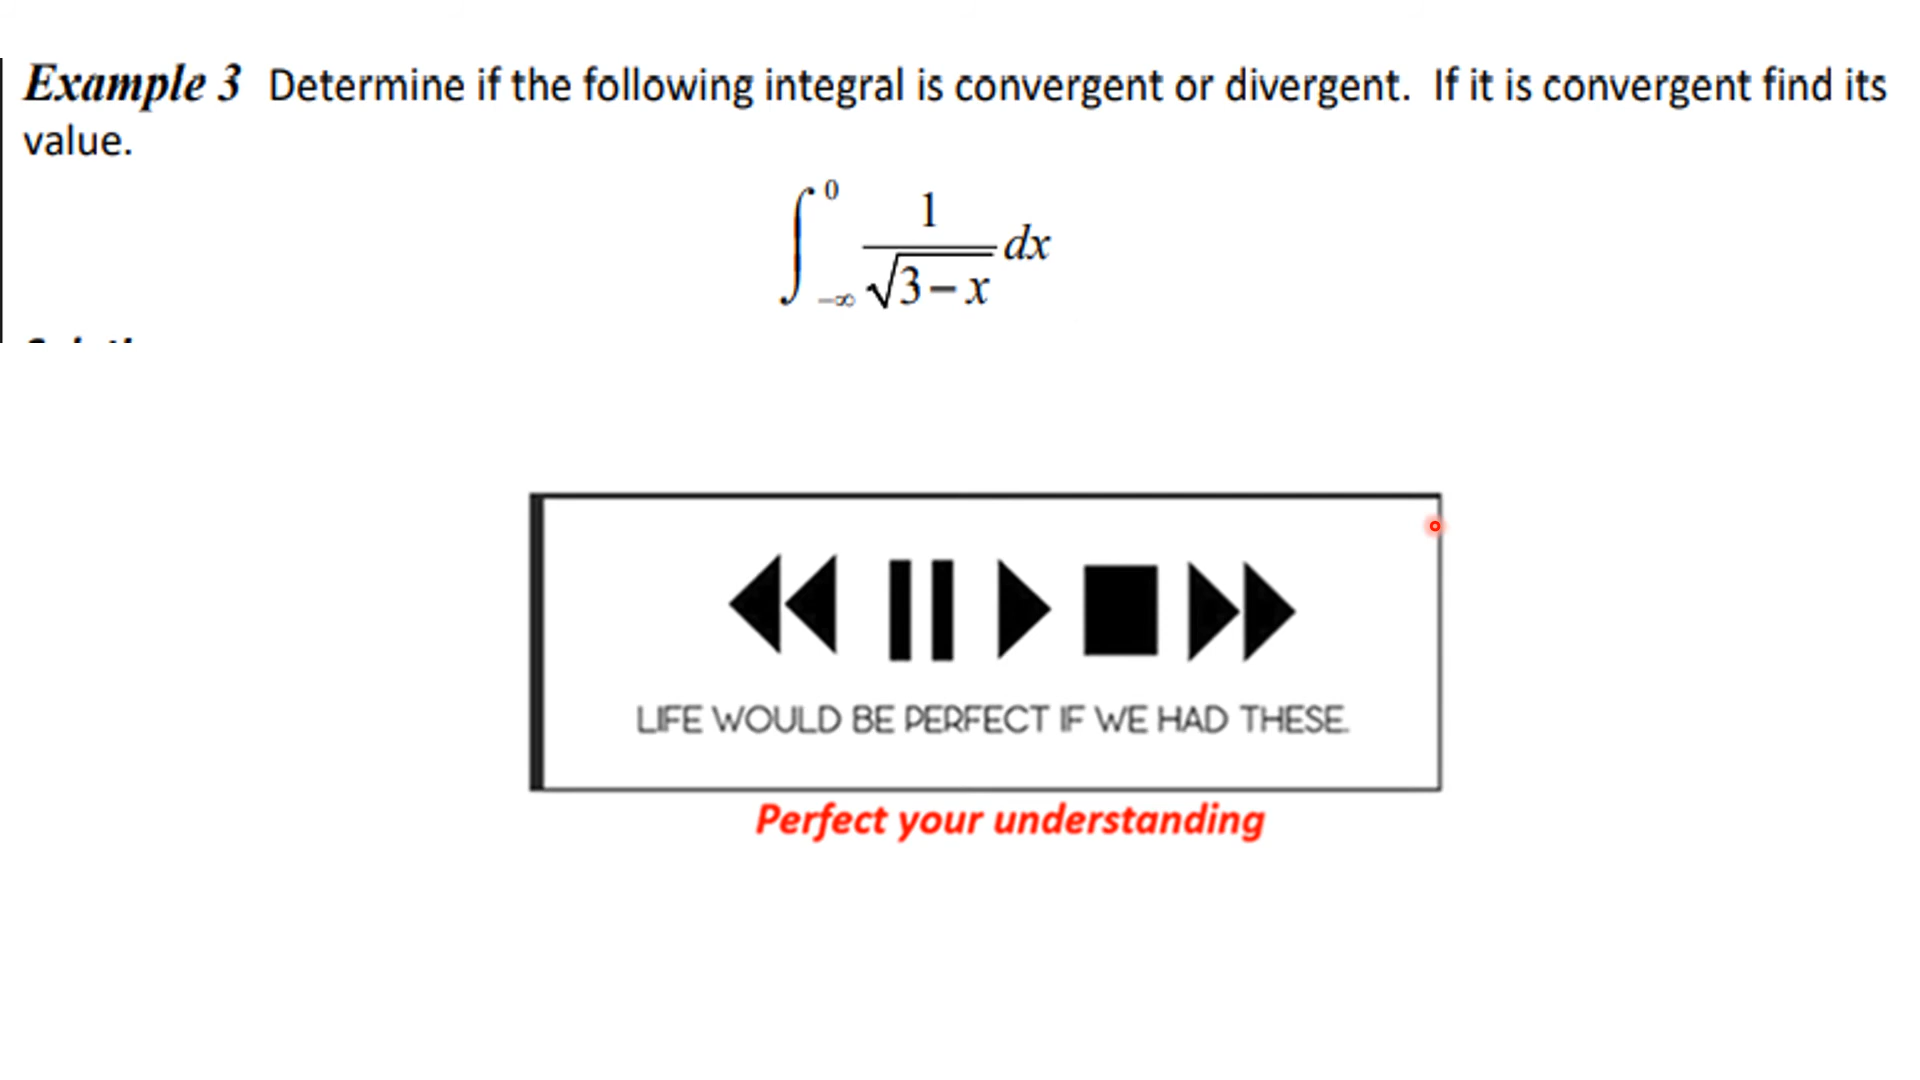 Example 3 Determine if the following integral is convergent or divergent. If it is convergent find its
value.
∫_{-∞}^{0} 1/√(3−x) dx
LIFE WOULD BE PERFECT IF WE HAD THESE.
Perfect your understanding